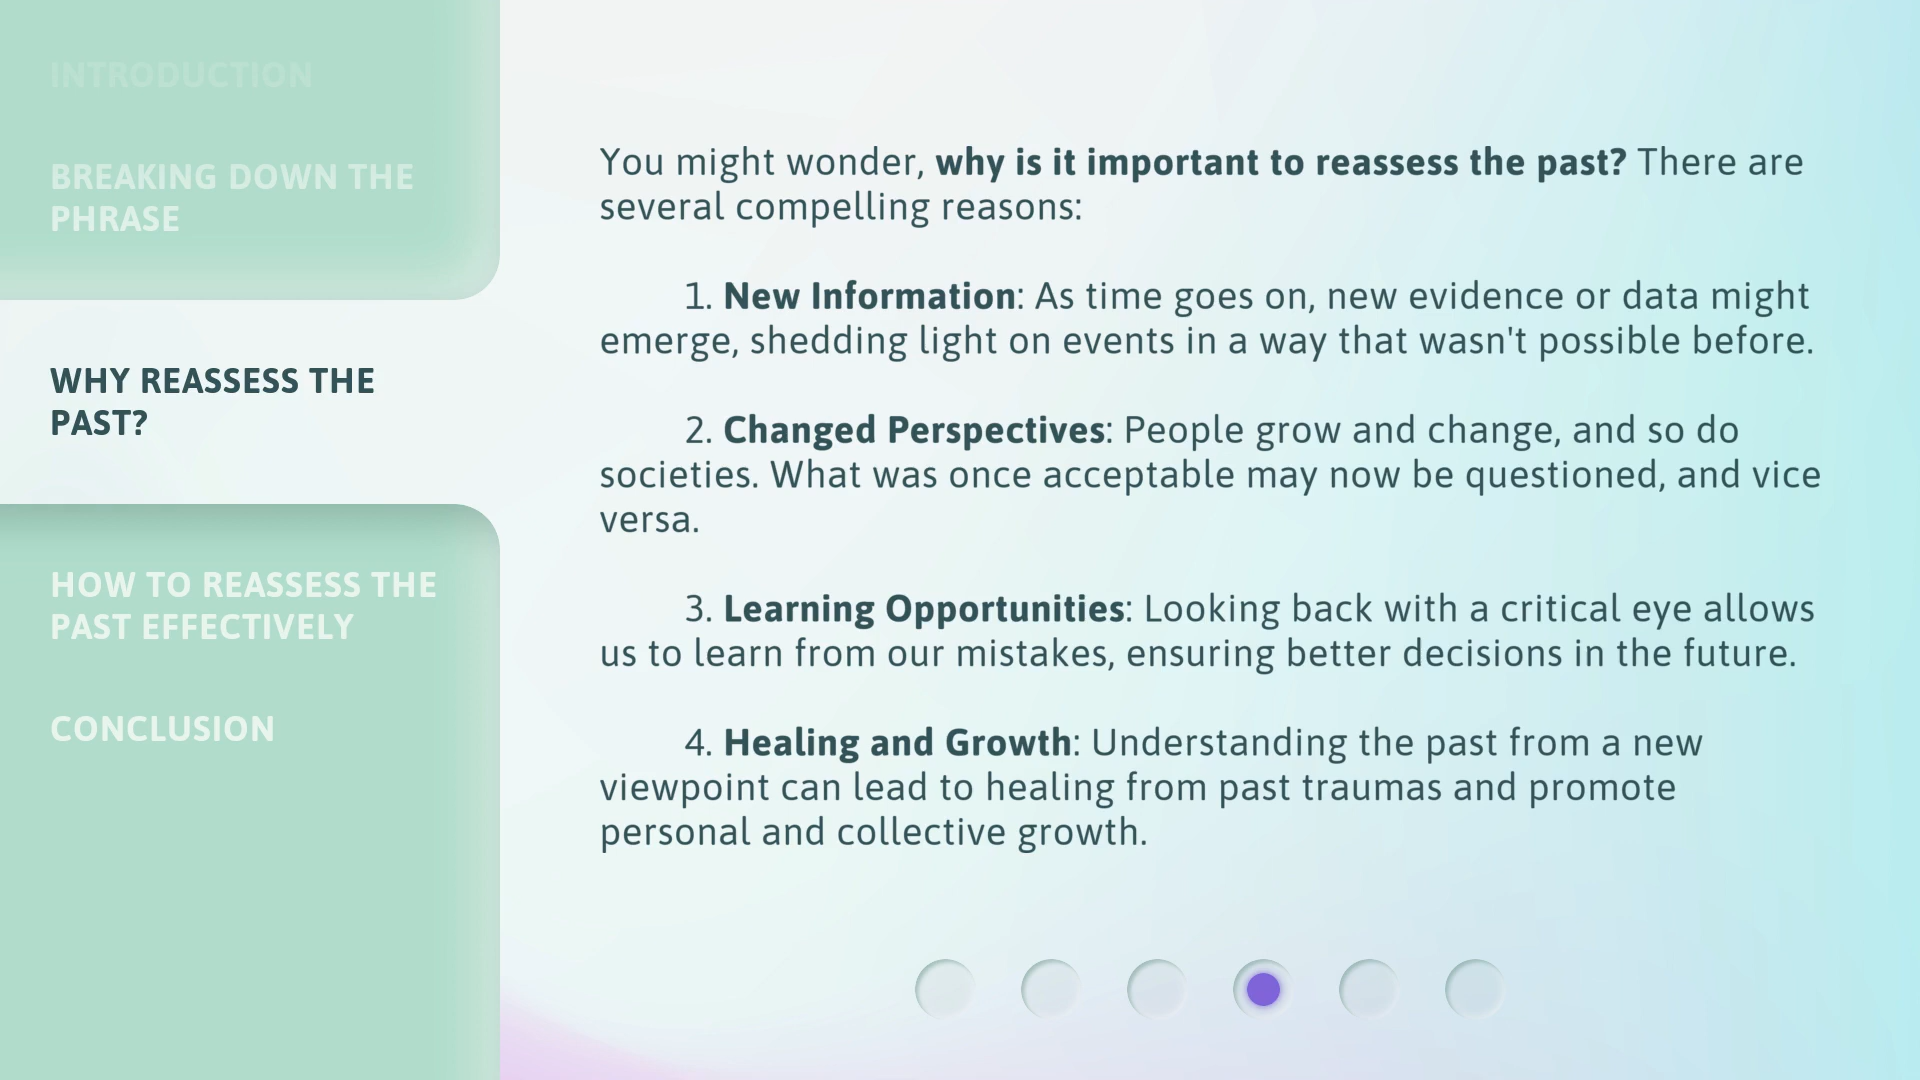 INTRODUCTION
BREAKING DOWN THE
PHRASE
WHY REASSESS THE
PAST?
HOW TO REASSESS THE
PAST EFFECTIVELY
CONCLUSION
You might wonder, why is it important to reassess the past? There are
several compelling reasons:
1. New Information: As time goes on, new evidence or data might
emerge, shedding light on events in a way that wasn't possible before.
2. Changed Perspectives: People grow and change, and so do
societies. What was once acceptable may now be questioned, and vice
versa.
3. Learning Opportunities: Looking back with a critical eye allows
us to learn from our mistakes, ensuring better decisions in the future.
4. Healing and Growth: Understanding the past from a new
viewpoint can lead to healing from past traumas and promote
personal and collective growth.